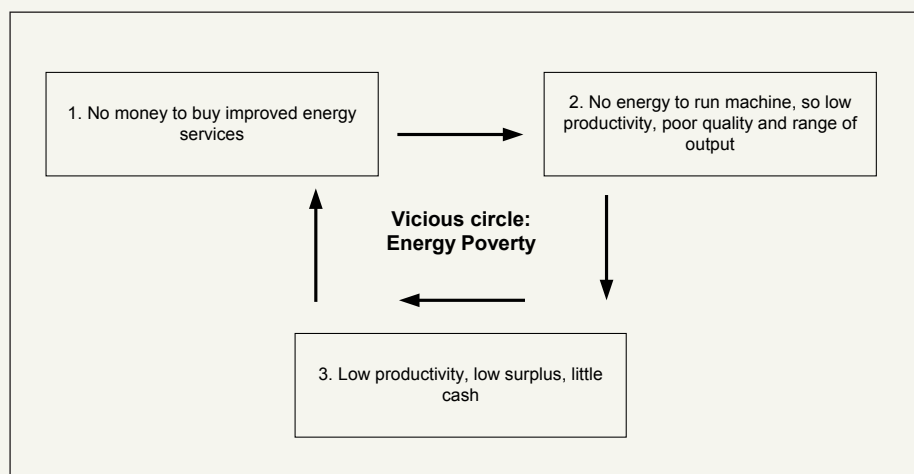 1. No money to buy improved energy
services
2. No energy to run machine, so low
productivity, poor quality and range of
output
Vicious circle:
Energy Poverty
3. Low productivity, low surplus, little
cash